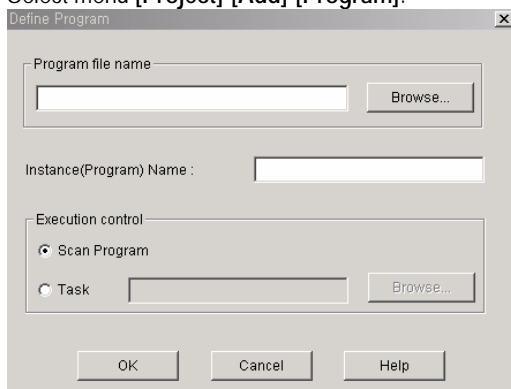 Select menu [Project]-[Add]-[Program].
Define Program
Program file name
Browse...
Instance(Program) Name :
Execution control
Scan Program
Task
Browse...
OK Cancel Help